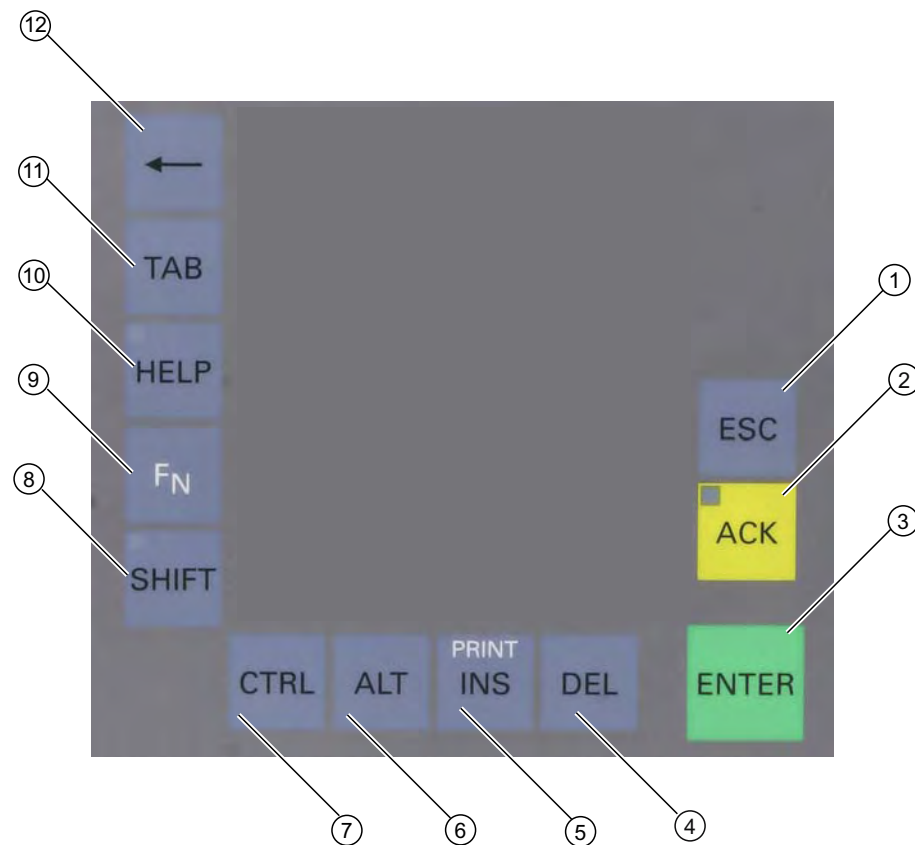 12
←
11
TAB
10
HELP
1
9
2
ESC
FN
8
3
ACK
SHIFT
PRINT
CTRL
ALT
INS
DEL
ENTER
7
6
5
4